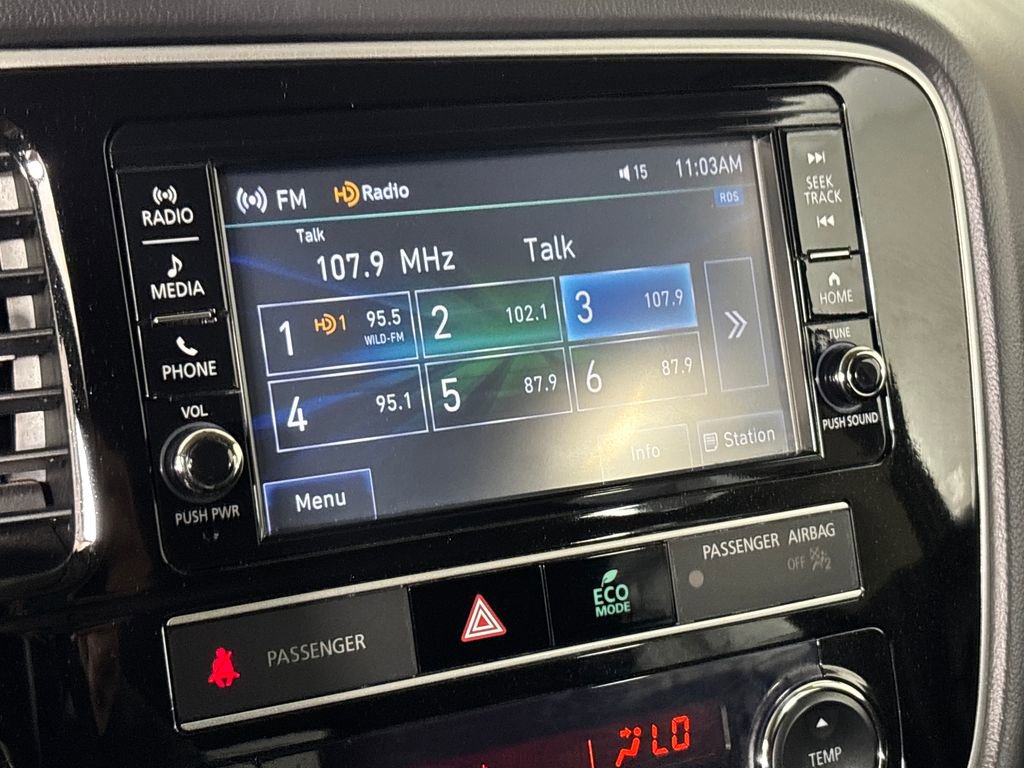 RADIO
MEDIA
PHONE
VOL
PUSH PWR
FM HD Radio 15 11:03AM
RDS
Talk
107.9 MHz Talk
1 HD1 95.5
WILD-FM
2 102.1
3 107.9
4 95.1
5 87.9
6 87.9
Menu Info Station
SEEK
TRACK
HOME
TUNE
PUSH SOUND
PASSENGER
ECO
MODE
PASSENGER AIRBAG
OFF 2
LO
TEMP